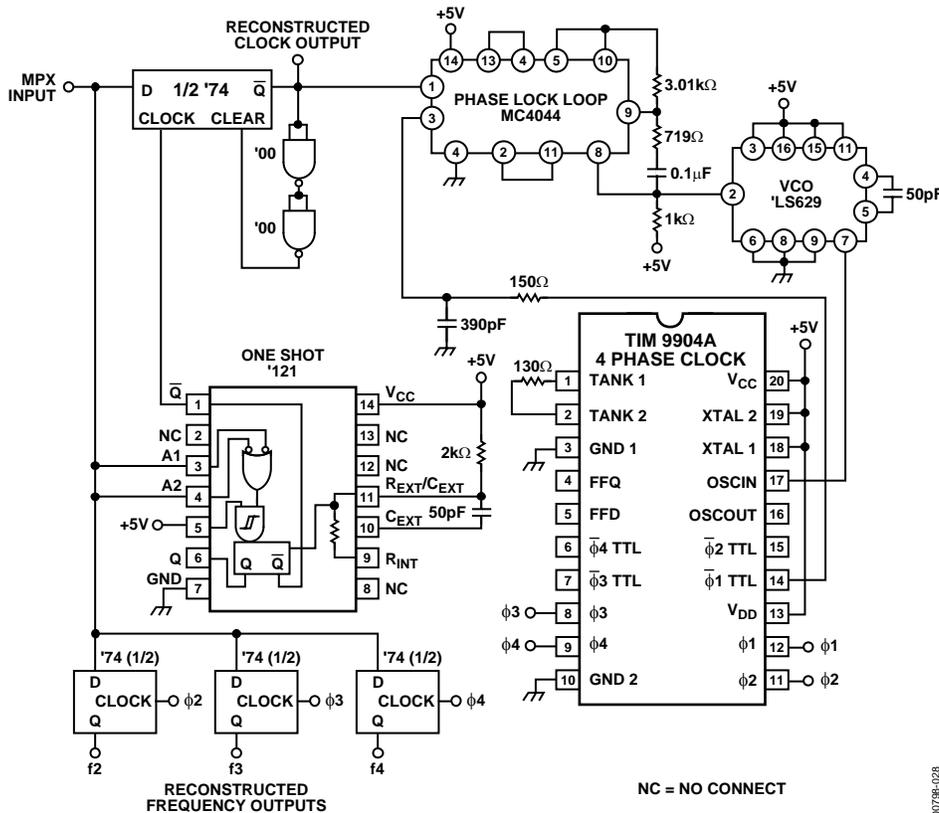 RECONSTRUCTED
CLOCK OUTPUT
MPX
INPUT
D 1/2 '74 Q̅
CLOCK CLEAR
'00
'00
+5V
14 13 4 5 10
1
3
PHASE LOCK LOOP
MC4044
9
4 2 11 8
3.01kΩ
719Ω
0.1μF
1kΩ
+5V
+5V
3 16 15 11
2
VCO
'LS629
4
5
50pF
6 8 9 7
150Ω
390pF
ONE SHOT
'121
+5V
Q̅ 1
NC 2
A1 3
A2 4
+5V 5
Q 6
GND 7
Q Q̅
14 VCC
13 NC
12 NC
11 REXT/CEXT
10 CEXT
9 RINT
8 NC
2kΩ
50pF
TIM 9904A
4 PHASE CLOCK
+5V
130Ω
1 TANK 1
2 TANK 2
3 GND 1
4 FFQ
5 FFD
6 ϕ̅4 TTL
7 ϕ̅3 TTL
ϕ3 8 ϕ3
ϕ4 9 ϕ4
10 GND 2
VCC 20
XTAL 2 19
XTAL 1 18
OSCIN 17
OSCOUT 16
ϕ̅2 TTL 15
ϕ̅1 TTL 14
VDD 13
ϕ1 12 ϕ1
ϕ2 11 ϕ2
'74 (1/2)
D
CLOCK ϕ2
Q
f2
'74 (1/2)
D
CLOCK ϕ3
Q
f3
'74 (1/2)
D
CLOCK ϕ4
Q
f4
RECONSTRUCTED
FREQUENCY OUTPUTS
NC = NO CONNECT
00798-028